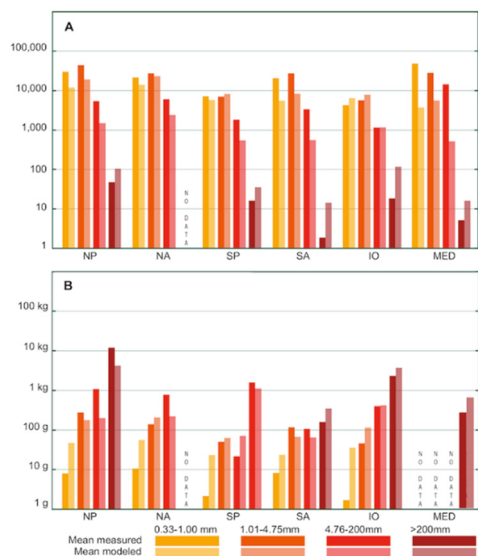 A
100,000
10,000
1,000
100
10
1
NO DATA
NP NA SP SA IO MED
B
100 kg
10 kg
1 kg
100 g
10 g
1 g
NO DATA
NO DATA NO DATA NO DATA
NP NA SP SA IO MED
0.33-1.00 mm 1.01-4.75mm 4.76-200mm >200mm
Mean measured
Mean modeled